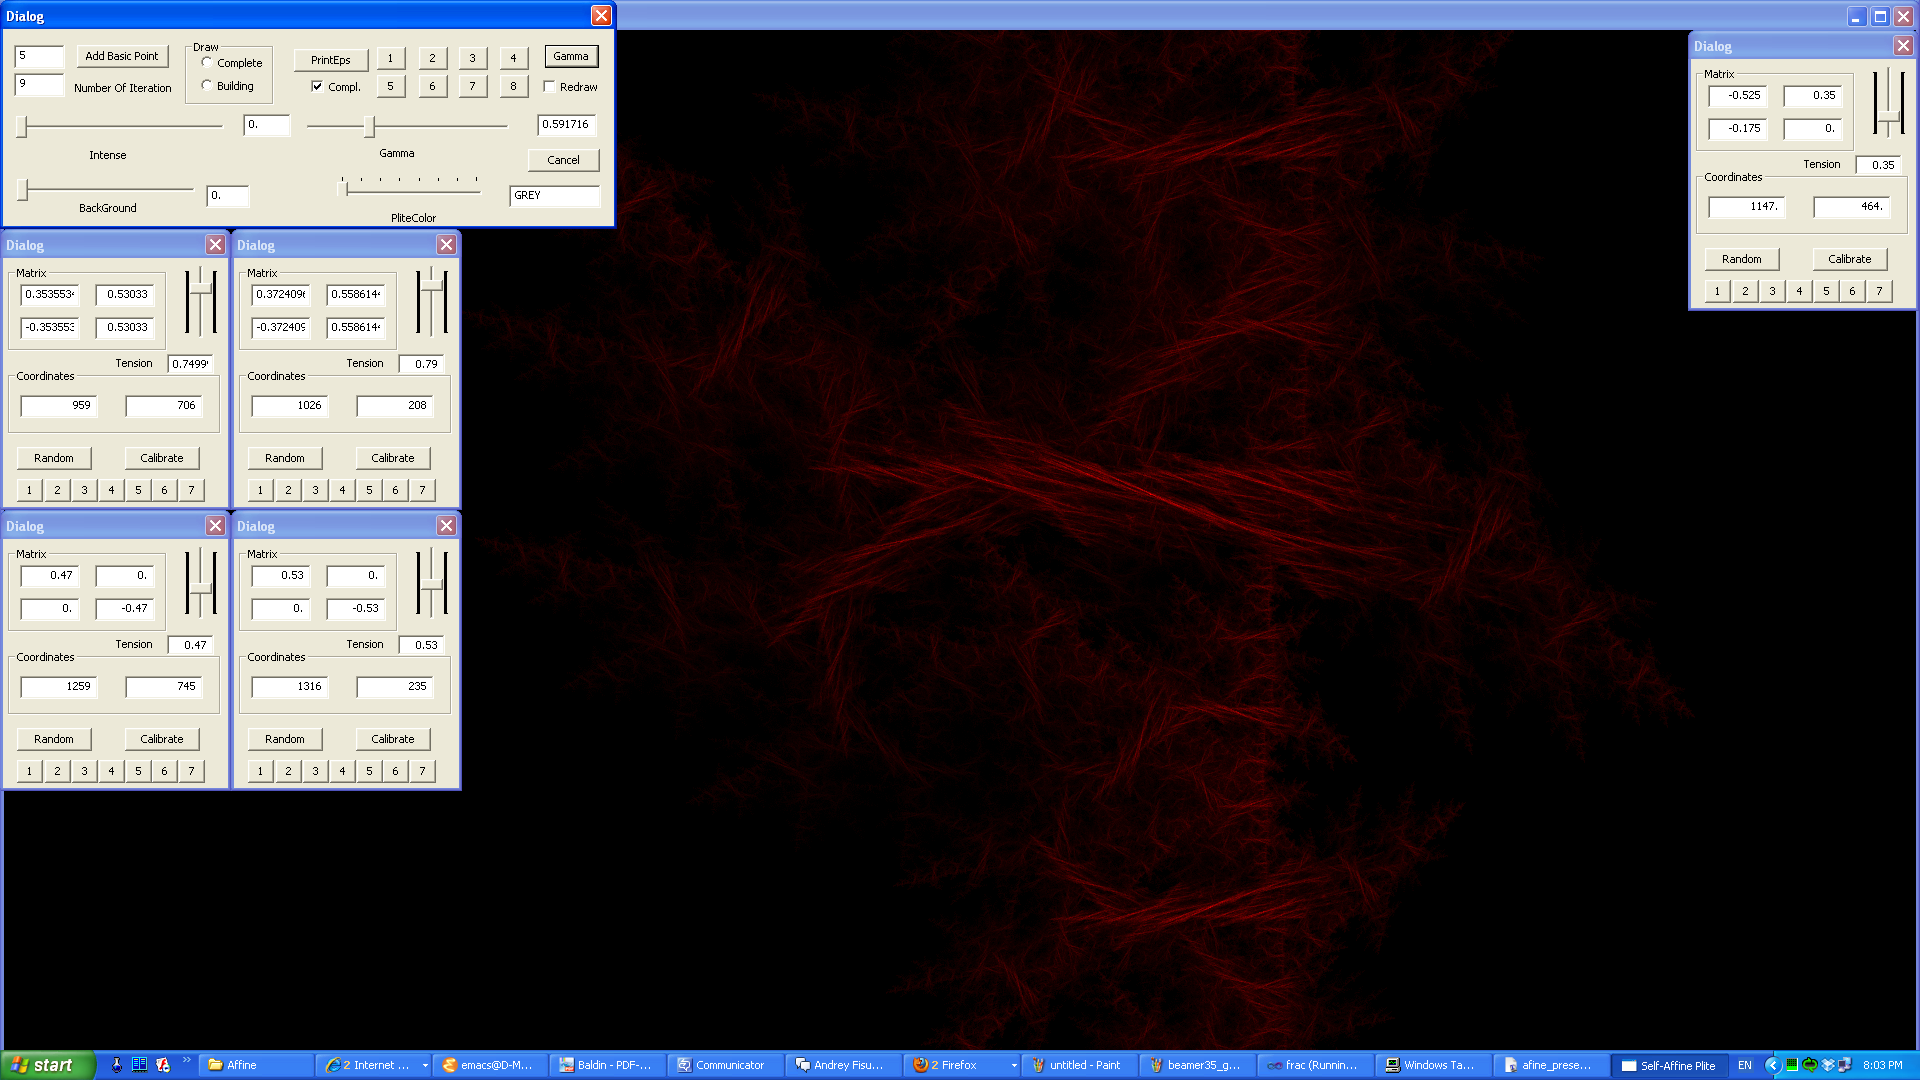 Dialog
5
Add Basic Point
Draw
Complete
Building
PrintEps
Compl.
1 2 3 4
5 6 7 8
Gamma
Redraw
9
Number Of Iteration
0.
0.591716
Intense
Gamma
Cancel
0.
GREY
BackGround
PliteColor
Dialog
Matrix
-0.525 0.35
-0.175 0.
Tension 0.35
Coordinates
1147. 464.
Random Calibrate
1 2 3 4 5 6 7
Dialog
Matrix
0.353553 0.53033
-0.353553 0.53033
Tension 0.7499
Coordinates
959 706
Random Calibrate
1 2 3 4 5 6 7
Dialog
Matrix
0.372409 0.558614
-0.372409 0.558614
Tension 0.79
Coordinates
1026 208
Random Calibrate
1 2 3 4 5 6 7
Dialog
Matrix
0.47 0.
0. -0.47
Tension 0.47
Coordinates
1259 745
Random Calibrate
1 2 3 4 5 6 7
Dialog
Matrix
0.53 0.
0. -0.53
Tension 0.53
Coordinates
1316 235
Random Calibrate
1 2 3 4 5 6 7
start
Affine
2 Internet ...
emacs@D-M...
Baldin - PDF-...
Communicator
Andrey Fisu...
2 Firefox
untitled - Paint
beamer35_g...
frac (Runnin...
Windows Ta...
afine_prese...
Self-Affine Plite
EN
8:03 PM